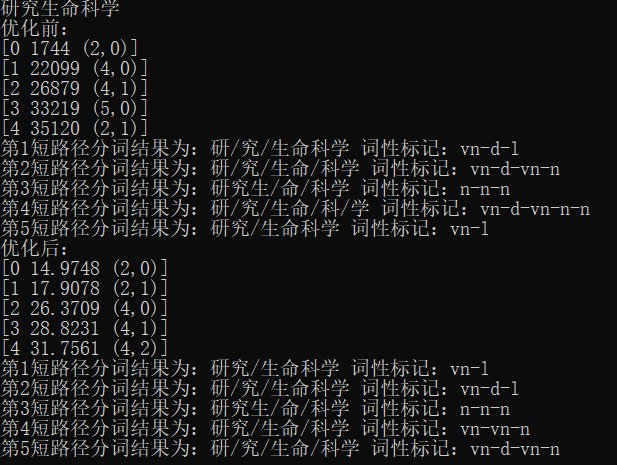 研究生命科学
优化前：
[0 1744 (2,0)]
[1 22099 (4,0)]
[2 26879 (4,1)]
[3 33219 (5,0)]
[4 35120 (2,1)]
第1短路径分词结果为：研/究/生命科学 词性标记：vn-d-l
第2短路径分词结果为：研/究/生命/科学 词性标记：vn-d-vn-n
第3短路径分词结果为：研究生/命/科学 词性标记：n-n-n
第4短路径分词结果为：研/究/生命/科/学 词性标记：vn-d-vn-n-n
第5短路径分词结果为：研究/生命科学 词性标记：vn-l
优化后：
[0 14.9748 (2,0)]
[1 17.9078 (2,1)]
[2 26.3709 (4,0)]
[3 28.8231 (4,1)]
[4 31.7561 (4,2)]
第1短路径分词结果为：研究/生命科学 词性标记：vn-l
第2短路径分词结果为：研/究/生命科学 词性标记：vn-d-l
第3短路径分词结果为：研究生/命/科学 词性标记：n-n-n
第4短路径分词结果为：研究/生命/科学 词性标记：vn-vn-n
第5短路径分词结果为：研/究/生命/科学 词性标记：vn-d-vn-n